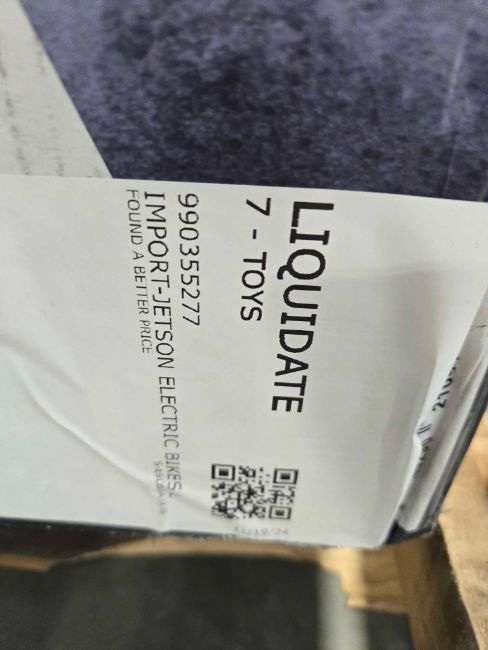 LIQUIDATE
7 - TOYS
990355277
IMPORT-JETSON ELECTRIC BIKES
FOUND A BETTER PRICE